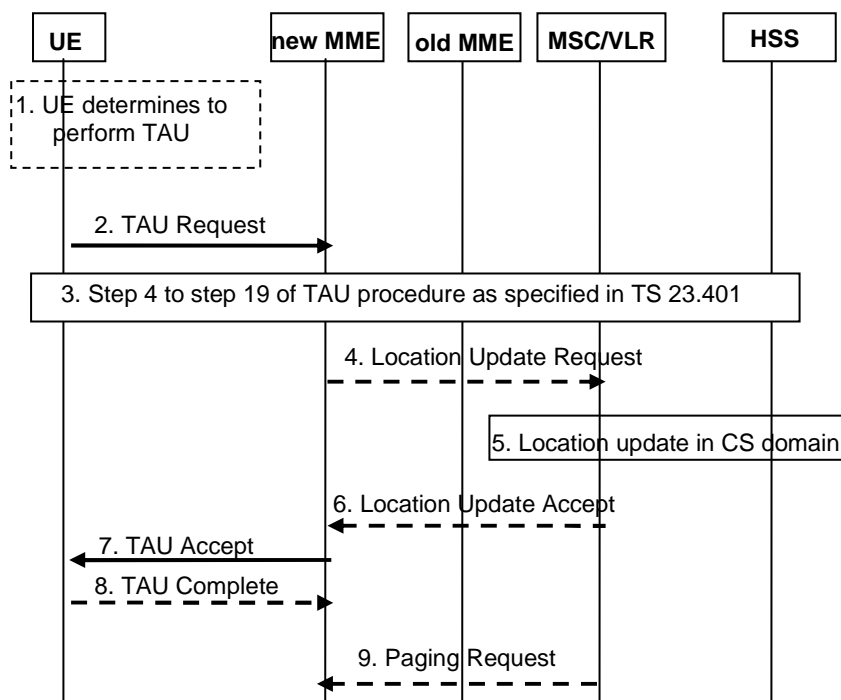 UE
new MME
old MME
MSC/VLR
HSS
1. UE determines to
perform TAU
2. TAU Request
3. Step 4 to step 19 of TAU procedure as specified in TS 23.401
4. Location Update Request
5. Location update in CS domain
6. Location Update Accept
7. TAU Accept
8. TAU Complete
9. Paging Request